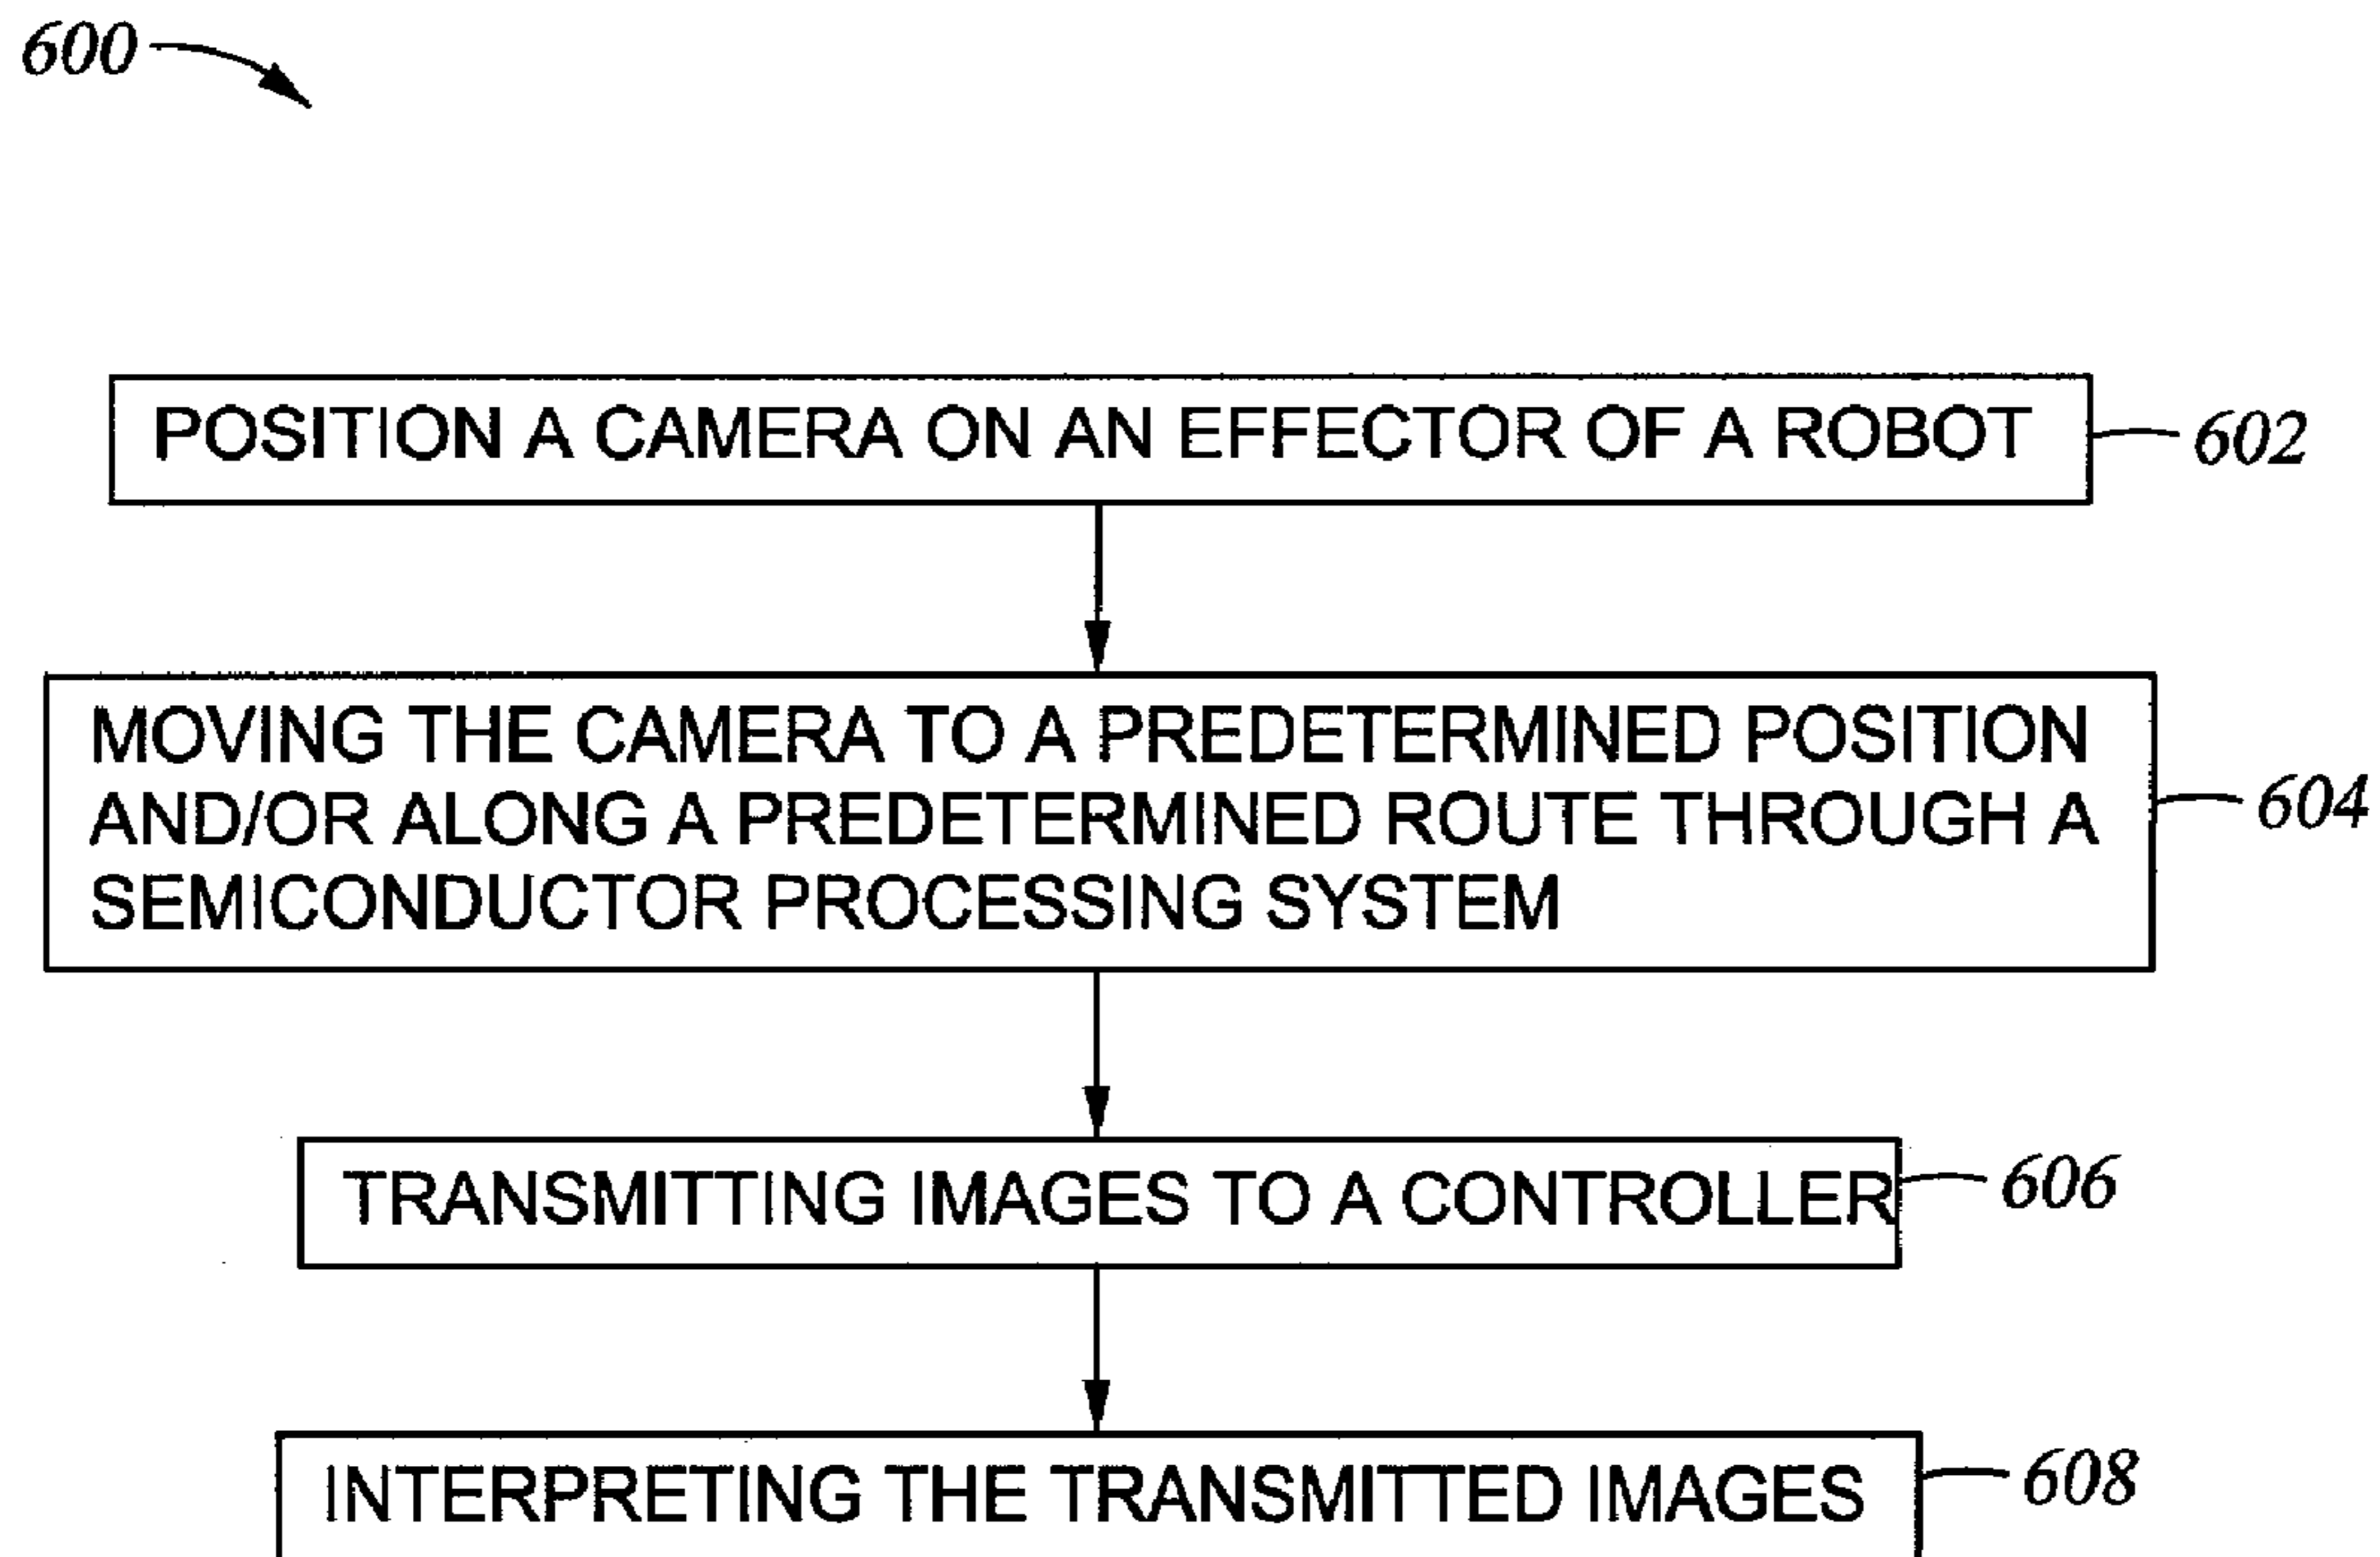 600
POSITION A CAMERA ON AN EFFECTOR OF A ROBOT
602
MOVING THE CAMERA TO A PREDETERMINED POSITION
AND/OR ALONG A PREDETERMINED ROUTE THROUGH A
SEMICONDUCTOR PROCESSING SYSTEM
604
TRANSMITTING IMAGES TO A CONTROLLER
606
INTERPRETING THE TRANSMITTED IMAGES
608